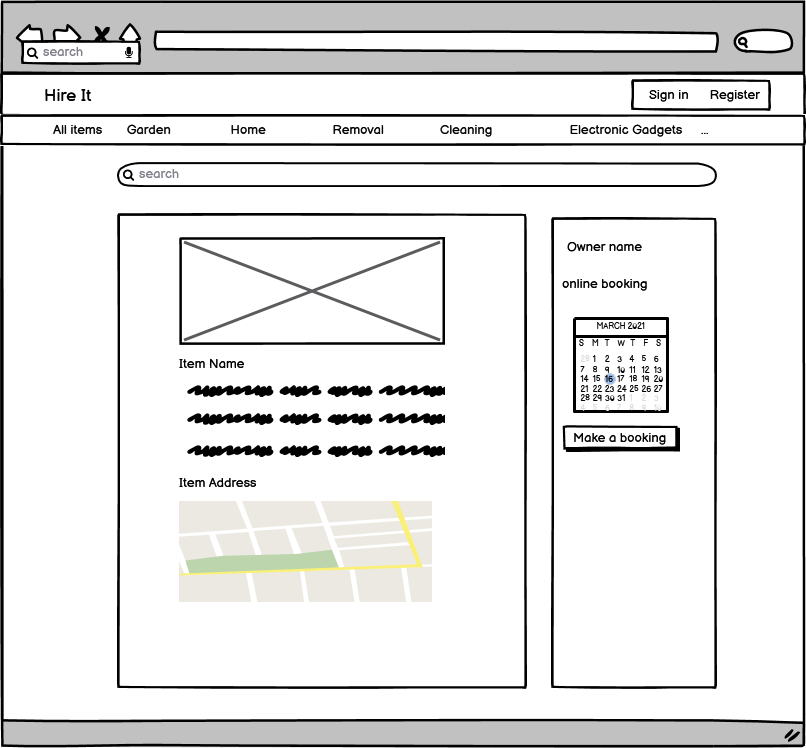 search
Hire It
Sign in Register
All items Garden Home Removal Cleaning Electronic Gadgets ...
search
Owner name
online booking
MARCH 2021
S M T W T F S
28 1 2 3 4 5 6
7 8 9 10 11 12 13
14 15 16 17 18 19 20
21 22 23 24 25 26 27
28 29 30 31 1 2 3
Make a booking
Item Name
Item Address